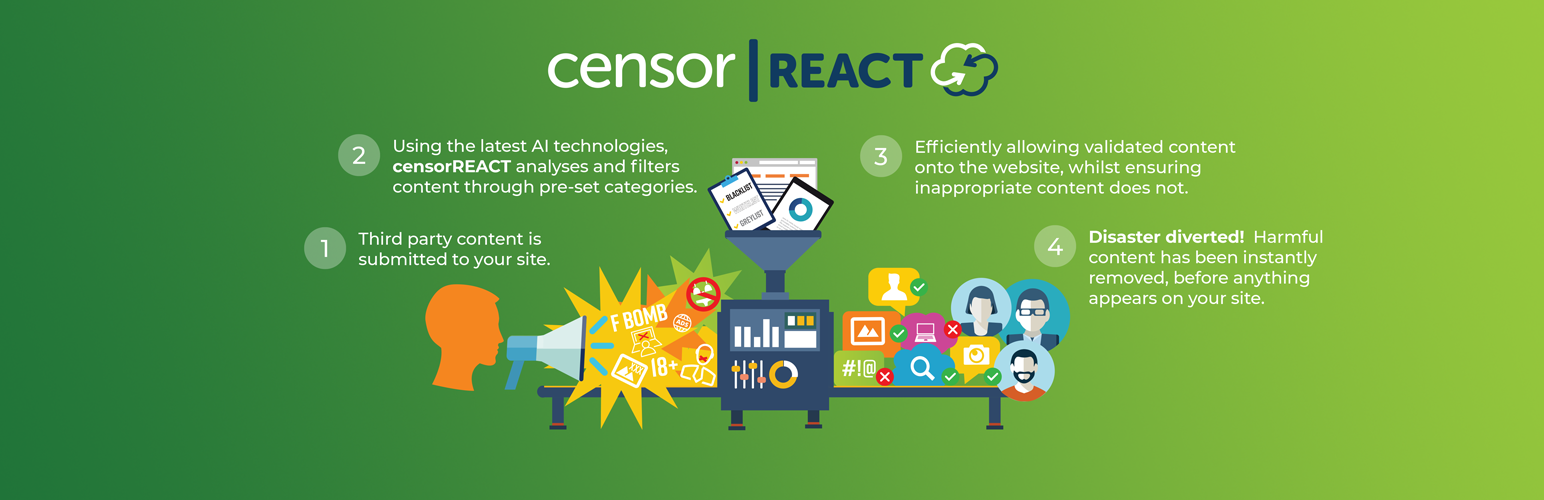 censor | REACT
1
Third party content is
submitted to your site.
2
Using the latest AI technologies,
censorREACT analyses and filters
content through pre-set categories.
3
Efficiently allowing validated content
onto the website, whilst ensuring
inappropriate content does not.
4
Disaster diverted! Harmful
content has been instantly
removed, before anything
appears on your site.
BLACKLIST
WHITELIST
GREYLIST
F BOMB
ADS
XXX
18+
#!@